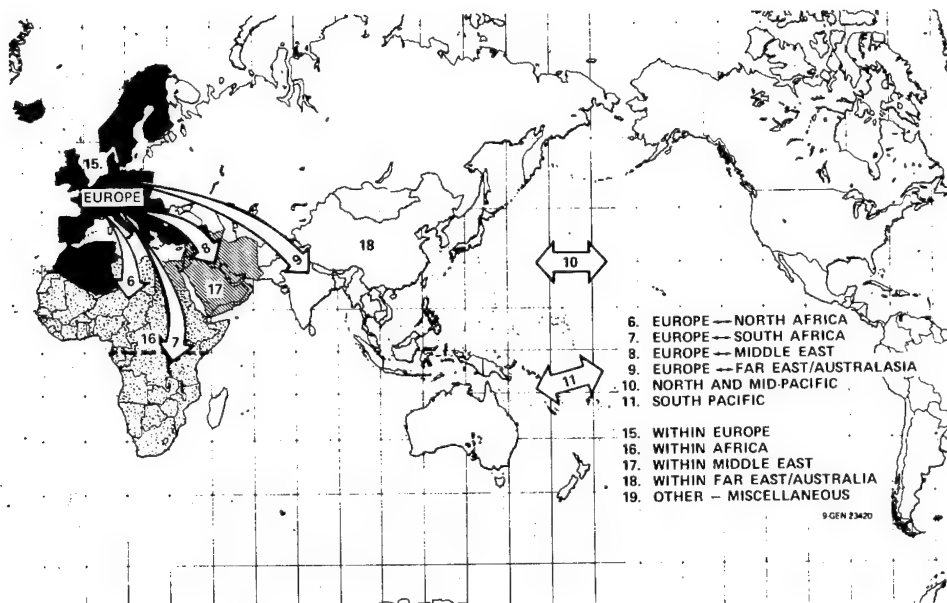 15.
EUROPE
8
9
6
17
18
16
7
10
11
6. EUROPE — NORTH AFRICA
7. EUROPE — SOUTH AFRICA
8. EUROPE — MIDDLE EAST
9. EUROPE — FAR EAST/AUSTRALASIA
10. NORTH AND MID-PACIFIC
11. SOUTH PACIFIC
15. WITHIN EUROPE
16. WITHIN AFRICA
17. WITHIN MIDDLE EAST
18. WITHIN FAR EAST/AUSTRALIA
19. OTHER – MISCELLANEOUS
9-GEN 23420